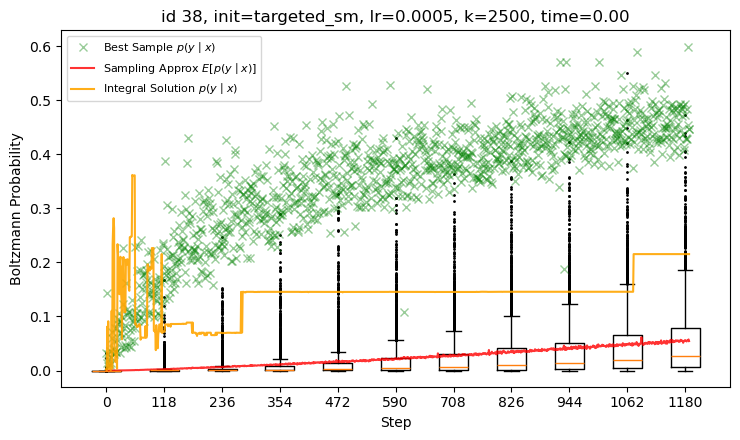 id 38, init=targeted_sm, lr=0.0005, k=2500, time=0.00
Best Sample p(y | x)
Sampling Approx E[p(y | x)]
Integral Solution p(y | x)
Boltzmann Probability
0.6
0.5
0.4
0.3
0.2
0.1
0.0
0 118 236 354 472 590 708 826 944 1062 1180
Step